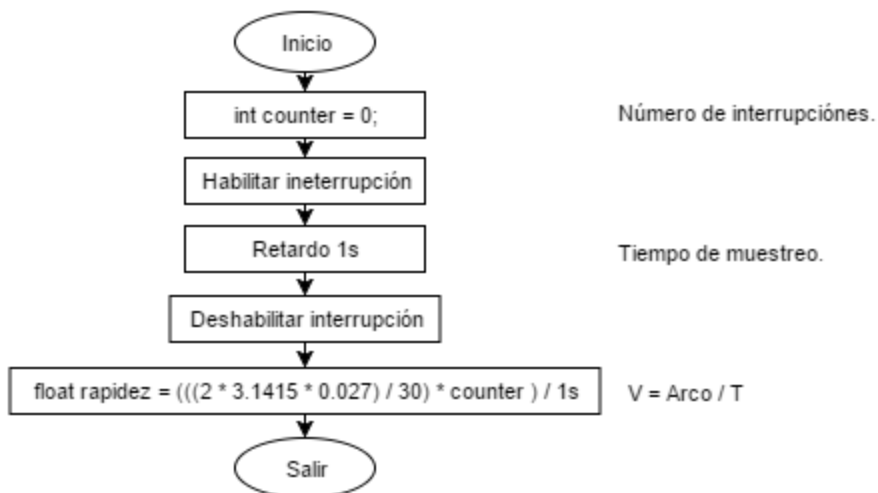 Inicio
int counter = 0;
Número de interrupciónes.
Habilitar ineterrupción
Retardo 1s
Tiempo de muestreo.
Deshabilitar interrupción
float rapidez = (((2 * 3.1415 * 0.027) / 30) * counter ) / 1s
V = Arco / T
Salir